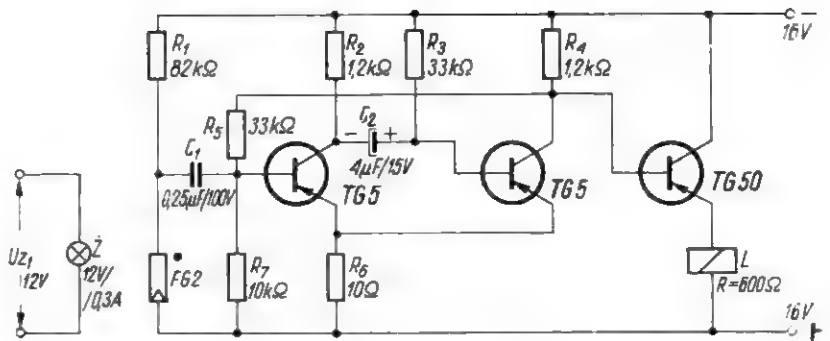 R1
82kΩ
R2
1,2kΩ
R3
33kΩ
R4
1,2kΩ
16V
R5
33kΩ
C1
0,25μF/100V
C2
- +
4μF/15V
TG5
TG5
TG50
Uz1
12V
Ż
12V/
/0,3A
FG2
R7
10kΩ
R6
10Ω
L
R=600Ω
16V